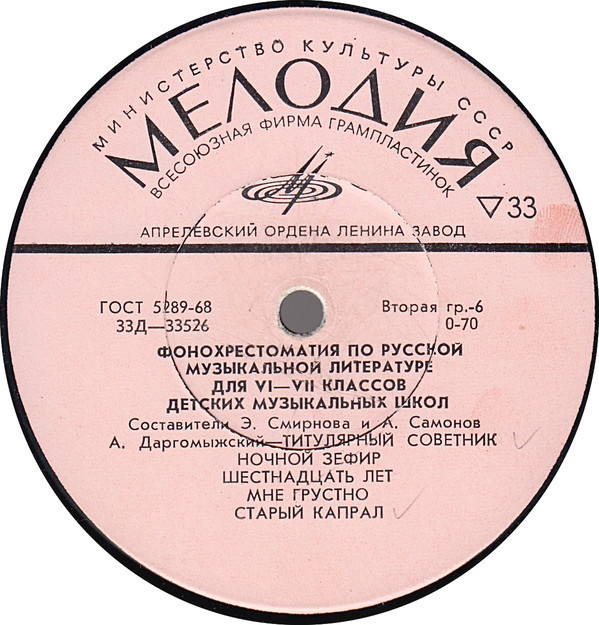 МИНИСТЕРСТВО КУЛЬТУРЫ СССР
МЕЛОДИЯ
ВСЕСОЮЗНАЯ ФИРМА ГРАМПЛАСТИНОК
▽33
АПРЕЛЕВСКИЙ ОРДЕНА ЛЕНИНА ЗАВОД
ГОСТ 5289-68 Вторая гр.-6
33Д—33526 0-70
ФОНОХРЕСТОМАТИЯ ПО РУССКОЙ
МУЗЫКАЛЬНОЙ ЛИТЕРАТУРЕ
ДЛЯ VI—VII КЛАССОВ
ДЕТСКИХ МУЗЫКАЛЬНЫХ ШКОЛ
Составители Э. Смирнова и А. Самонов
А. Даргомыжский—ТИТУЛЯРНЫЙ СОВЕТНИК
НОЧНОЙ ЗЕФИР
ШЕСТНАДЦАТЬ ЛЕТ
МНЕ ГРУСТНО
СТАРЫЙ КАПРАЛ